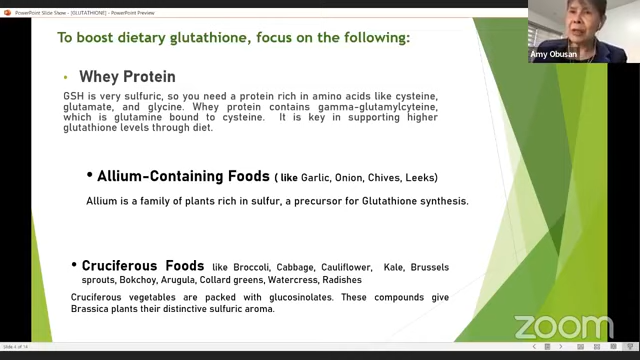 PowerPoint Slide Show - [GLUTATHIONE] - PowerPoint Preview
To boost dietary glutathione, focus on the following:
Amy Obusan
• Whey Protein
GSH is very sulfuric, so you need a protein rich in amino acids like cysteine,
glutamate, and glycine. Whey protein contains gamma-glutamylcyteine,
which is glutamine bound to cysteine. It is key in supporting higher
glutathione levels through diet.
• Allium-Containing Foods ( like Garlic, Onion, Chives, Leeks)
Allium is a family of plants rich in sulfur, a precursor for Glutathione synthesis.
• Cruciferous Foods like Broccoli, Cabbage, Cauliflower, Kale, Brussels
sprouts, Bokchoy, Arugula, Collard greens, Watercress, Radishes
Cruciferous vegetables are packed with glucosinolates. These compounds give
Brassica plants their distinctive sulfuric aroma.
zoom